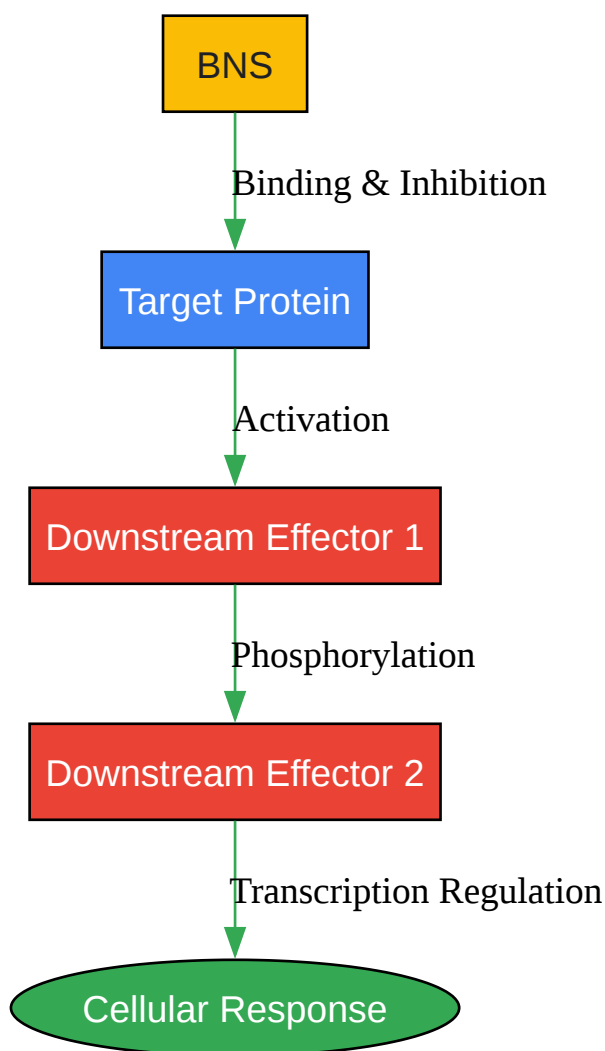 BNS
Binding & Inhibition
Target Protein
Activation
Downstream Effector 1
Phosphorylation
Downstream Effector 2
Transcription Regulation
Cellular Response